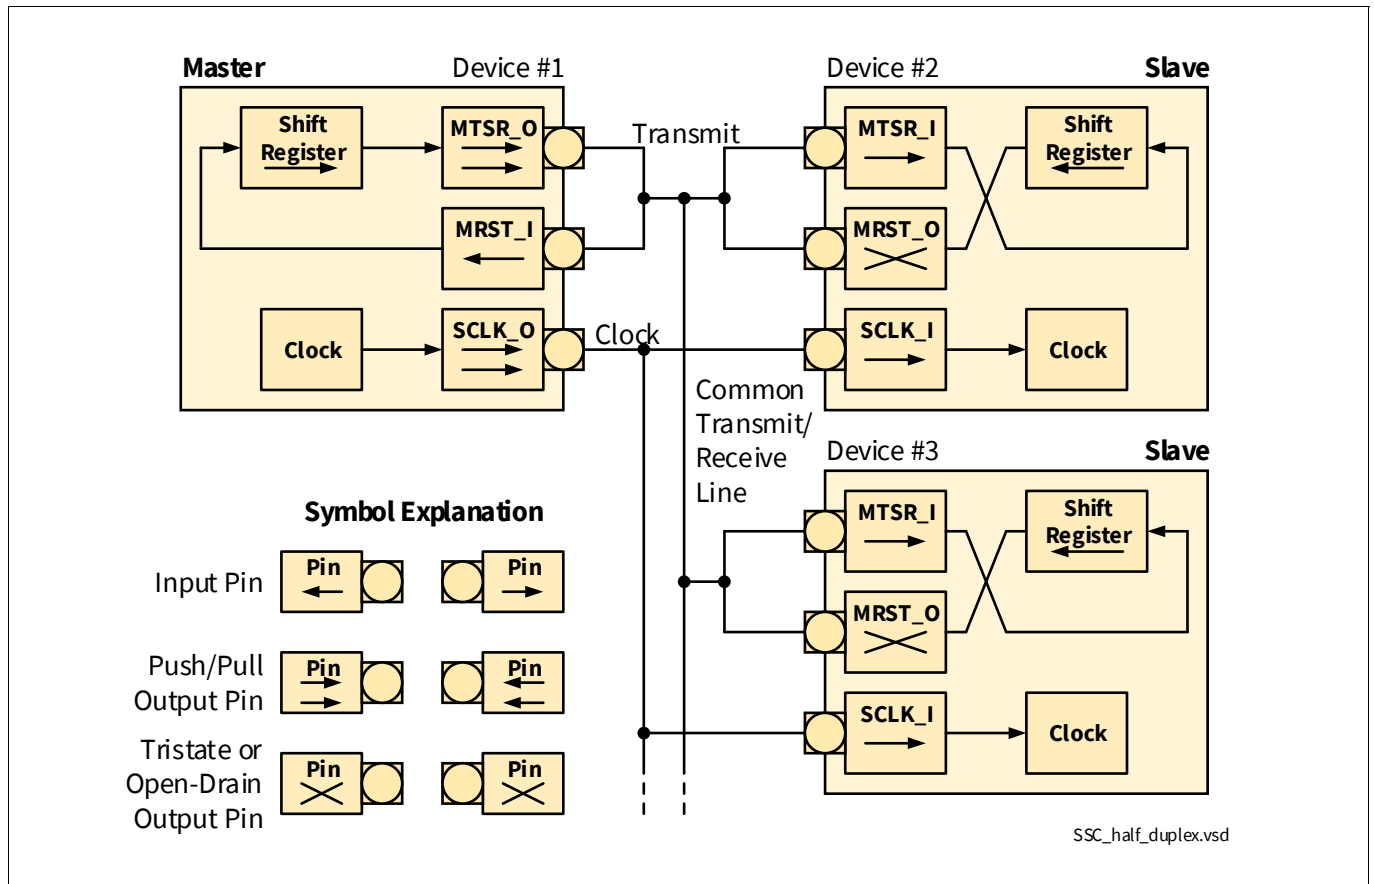 Master
Device #1
Shift
Register
MTSR_O
MRST_I
Clock
SCLK_O
Transmit
Clock
Common
Transmit/
Receive
Line
Device #2
Slave
MTSR_I
Shift
Register
MRST_O
SCLK_I
Clock
Device #3
Slave
MTSR_I
Shift
Register
MRST_O
SCLK_I
Clock
Symbol Explanation
Input Pin
Pin
Pin
Push/Pull
Output Pin
Pin
Pin
Tristate or
Open-Drain
Output Pin
Pin
Pin
SSC_half_duplex.vsd